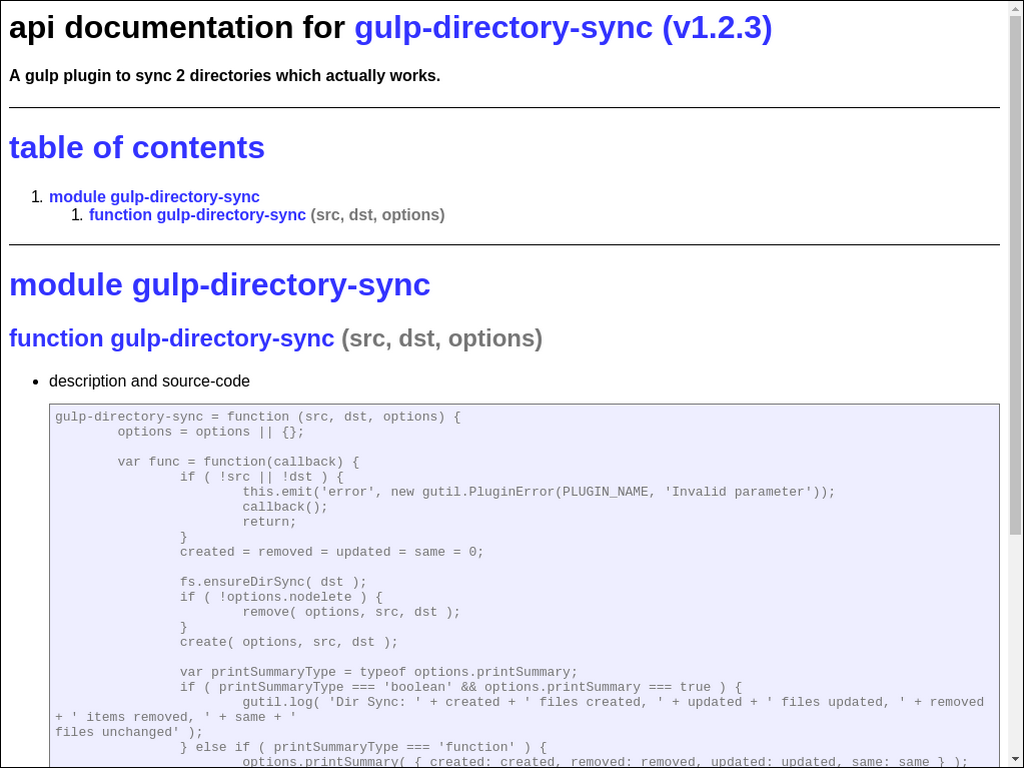 api documentation for gulp-directory-sync (v1.2.3)
A gulp plugin to sync 2 directories which actually works.
table of contents
1. module gulp-directory-sync
1. function gulp-directory-sync (src, dst, options)
module gulp-directory-sync
function gulp-directory-sync (src, dst, options)
• description and source-code
gulp-directory-sync = function (src, dst, options) {
        options = options || {};
        var func = function(callback) {
                if ( !src || !dst ) {
                        this.emit('error', new gutil.PluginError(PLUGIN_NAME, 'Invalid parameter'));
                        callback();
                        return;
                }
                created = removed = updated = same = 0;
                fs.ensureDirSync( dst );
                if ( !options.nodelete ) {
                        remove( options, src, dst );
                }
                create( options, src, dst );
                var printSummaryType = typeof options.printSummary;
                if ( printSummaryType === 'boolean' && options.printSummary === true ) {
                        gutil.log( 'Dir Sync: ' + created + ' files created, ' + updated + ' files updated, ' + removed
+ ' items removed, ' + same + '
files unchanged' );
                } else if ( printSummaryType === 'function' ) {
                        options.printSummary( { created: created, removed: removed, updated: updated, same: same } );